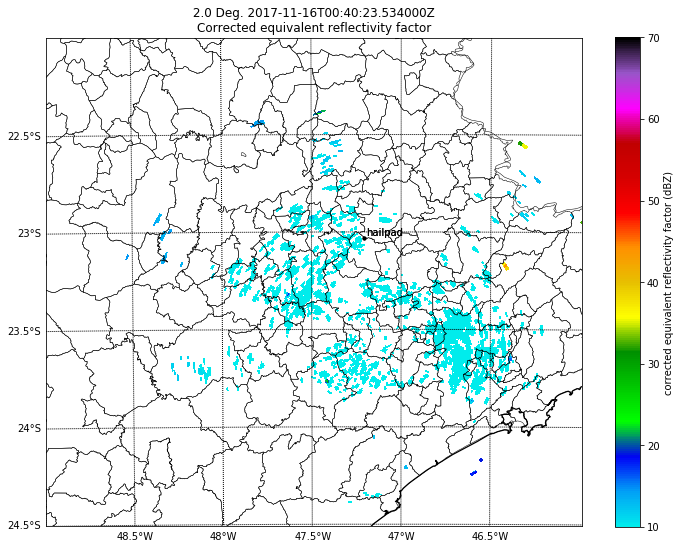 2.0 Deg. 2017-11-16T00:40:23.534000Z
Corrected equivalent reflectivity factor
70
60
50
40
30
20
10
corrected equivalent reflectivity factor (dBZ)
22.5°S
23°S
23.5°S
24°S
24.5°S
hailpad
48.5°W
48°W
47.5°W
47°W
46.5°W